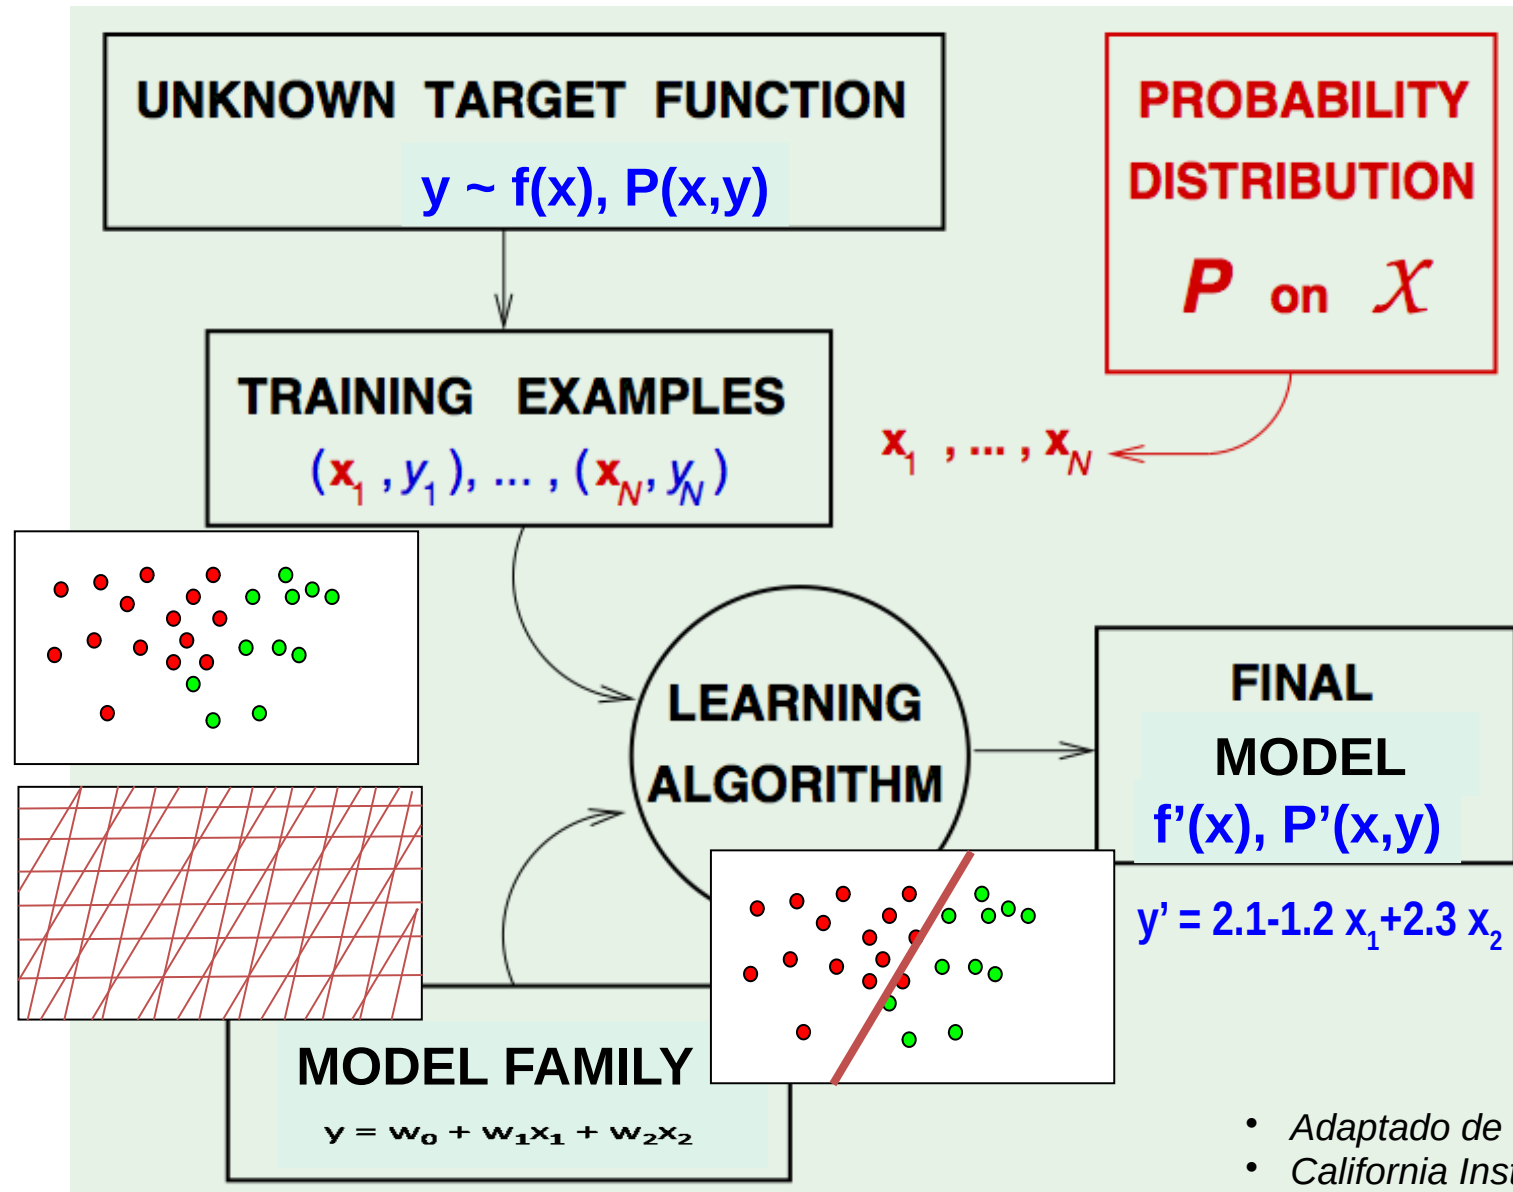 UNKNOWN TARGET FUNCTION
y ~ f(x), P(x,y)
PROBABILITY
DISTRIBUTION
P on X
TRAINING EXAMPLES
(x1 , y1), ... , (xN, yN)
x1 , ... , xN
LEARNING
ALGORITHM
FINAL
MODEL
f’(x), P’(x,y)
y’ = 2.1-1.2 x1+2.3 x2
MODEL FAMILY
y = w0 + w1x1 + w2x2
• Adaptado de
• California Inst